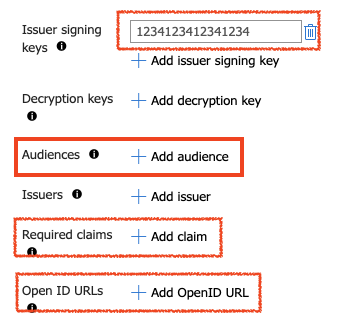 Issuer signing keys
1234123412341234
+ Add issuer signing key
Decryption keys
+ Add decryption key
Audiences
+ Add audience
Issuers
+ Add issuer
Required claims
+ Add claim
Open ID URLs
+ Add OpenID URL